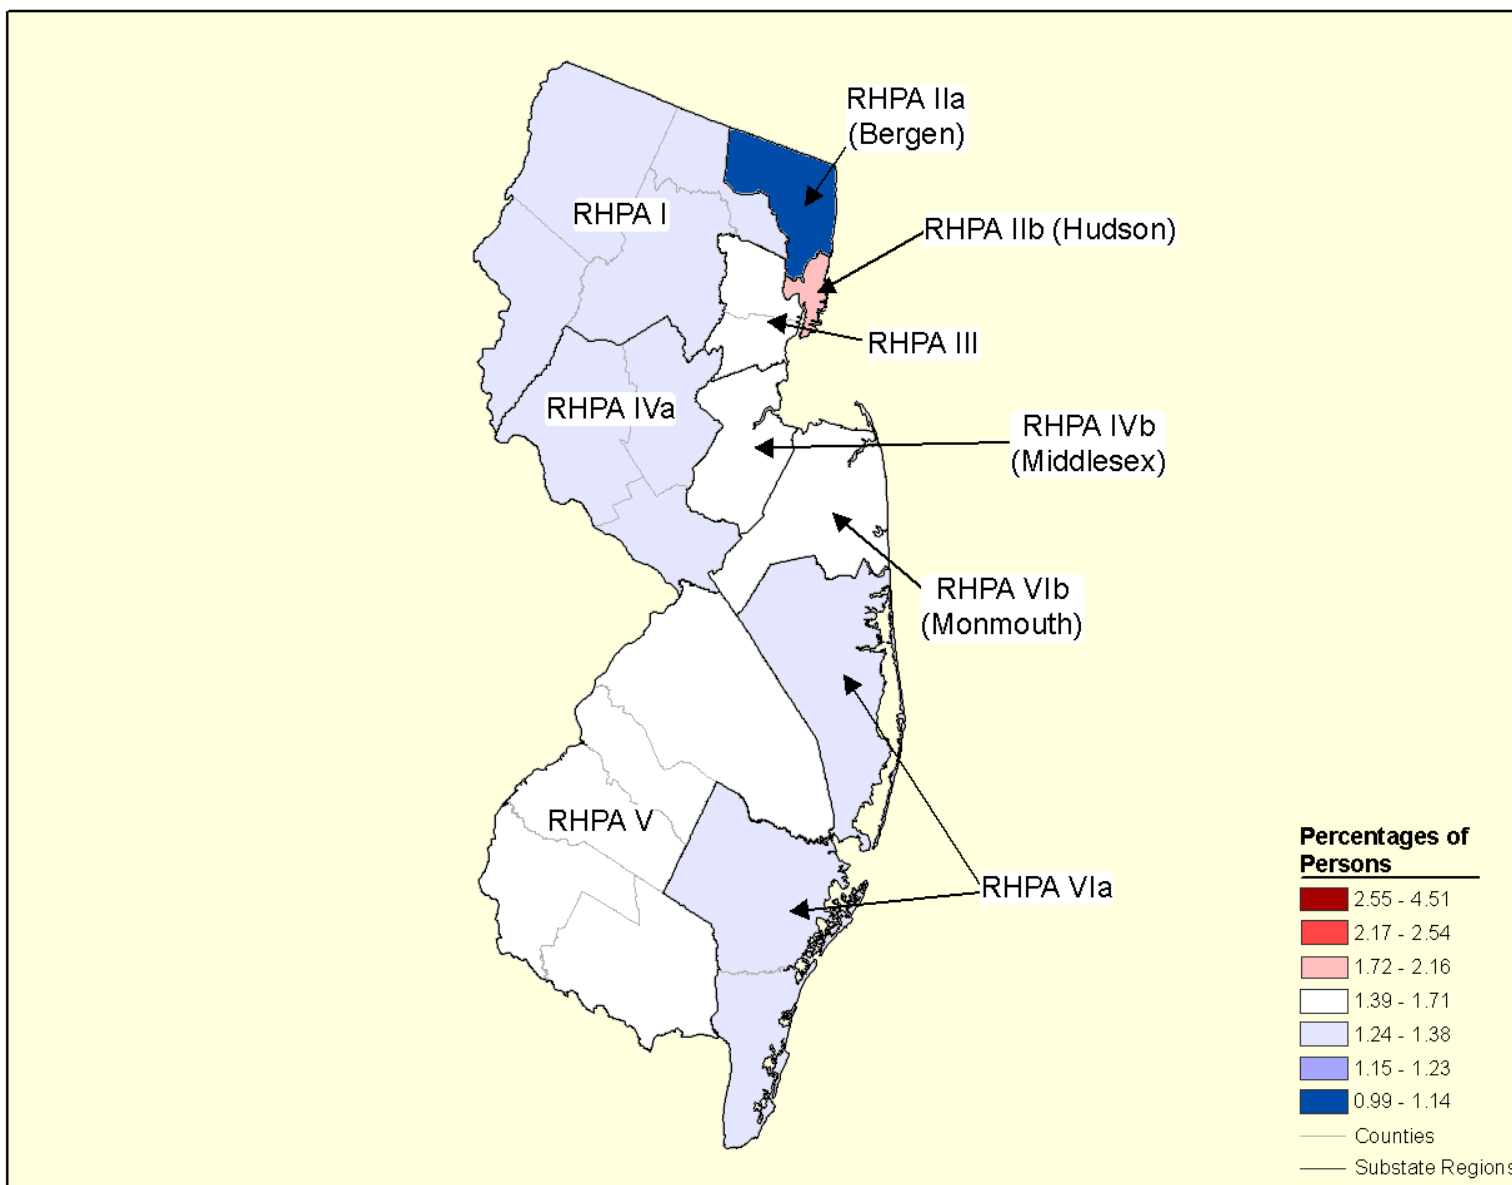 RHPA IIa
(Bergen)
RHPA I
RHPA IIb (Hudson)
RHPA III
RHPA IVa
RHPA IVb
(Middlesex)
RHPA VIb
(Monmouth)
RHPA V
RHPA VIa
Percentages of
Persons
2.55 - 4.51
2.17 - 2.54
1.72 - 2.16
1.39 - 1.71
1.24 - 1.38
1.15 - 1.23
0.99 - 1.14
Counties
Substate Regions